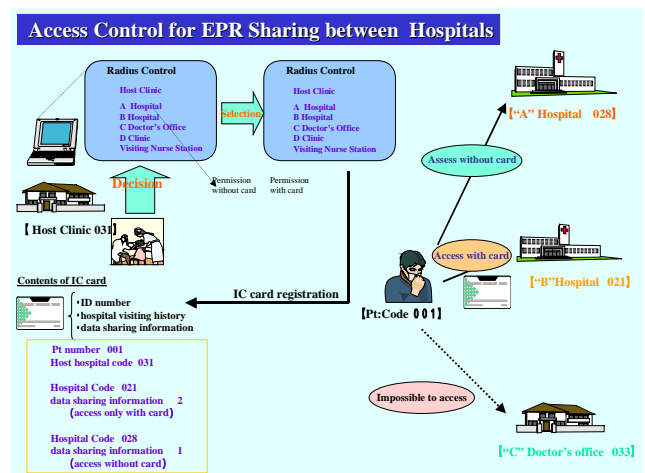 Access Control for EPR Sharing between Hospitals
Radius Control
Host Clinic
A Hospital
B Hospital
C Doctor's Office
D Clinic
Visiting Nurse Station
Selection
Radius Control
Host Clinic
A Hospital
B Hospital
C Doctor's Office
D Clinic
Visiting Nurse Station
Decision
Permission
without card
Permission
with card
【 Host Clinic 031】
Contents of IC card
・ID number
・hospital visiting history
・data sharing information
IC card registration
Pt number 001
Host hospital code 031
Hospital Code 021
data sharing information 2
(access only with card)
Hospital Code 028
data sharing information 1
(access without card)
【"A" Hospital 028】
Assess without card
Access with card
【"B"Hospital 021】
【Pt:Code 001】
Impossible to access
【"C" Doctor's office 033】